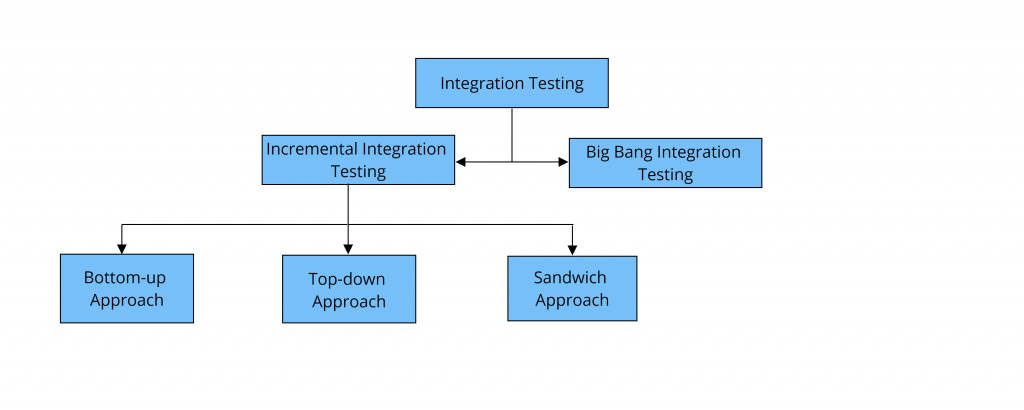 Integration Testing
Incremental Integration
Testing
Big Bang Integration
Testing
Bottom-up
Approach
Top-down
Approach
Sandwich
Approach